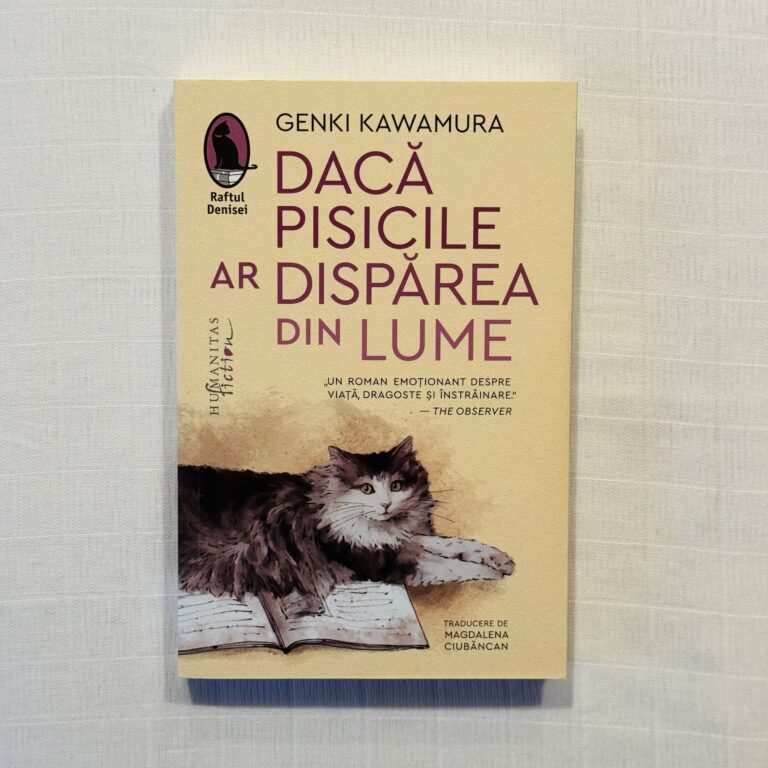 GENKI KAWAMURA
DACĂ
PISICILE
AR DISPĂREA
DIN LUME
Raftul
Denisei
HUMANITAS
fiction
„UN ROMAN EMOȚIONANT DESPRE
VIAȚĂ, DRAGOSTE ȘI ÎNSTRĂINARE.”
— THE OBSERVER
TRADUCERE DE
MAGDALENA
CIUBĂNCAN